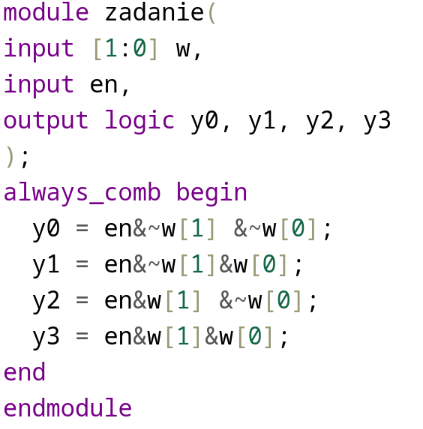 module zadanie(
input [1:0] w,
input en,
output logic y0, y1, y2, y3
);
always_comb begin
  y0 = en&~w[1] &~w[0];
  y1 = en&~w[1]&w[0];
  y2 = en&w[1] &~w[0];
  y3 = en&w[1]&w[0];
end
endmodule